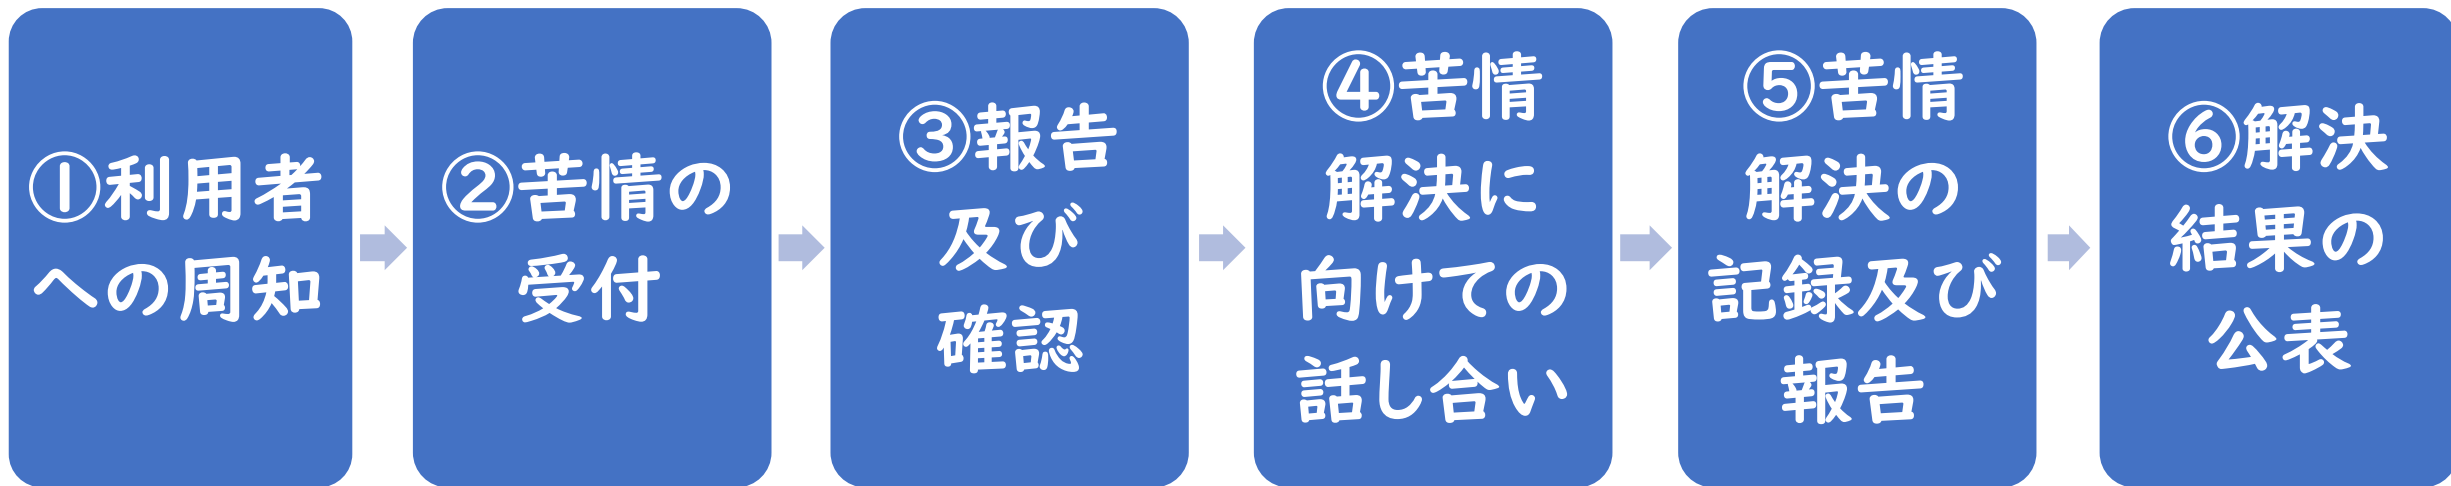 ①利用者
への周知
②苦情の
受付
③報告
及び
確認
④苦情
解決に
向けての
話し合い
⑤苦情
解決の
記録及び
報告
⑥解決
結果の
公表